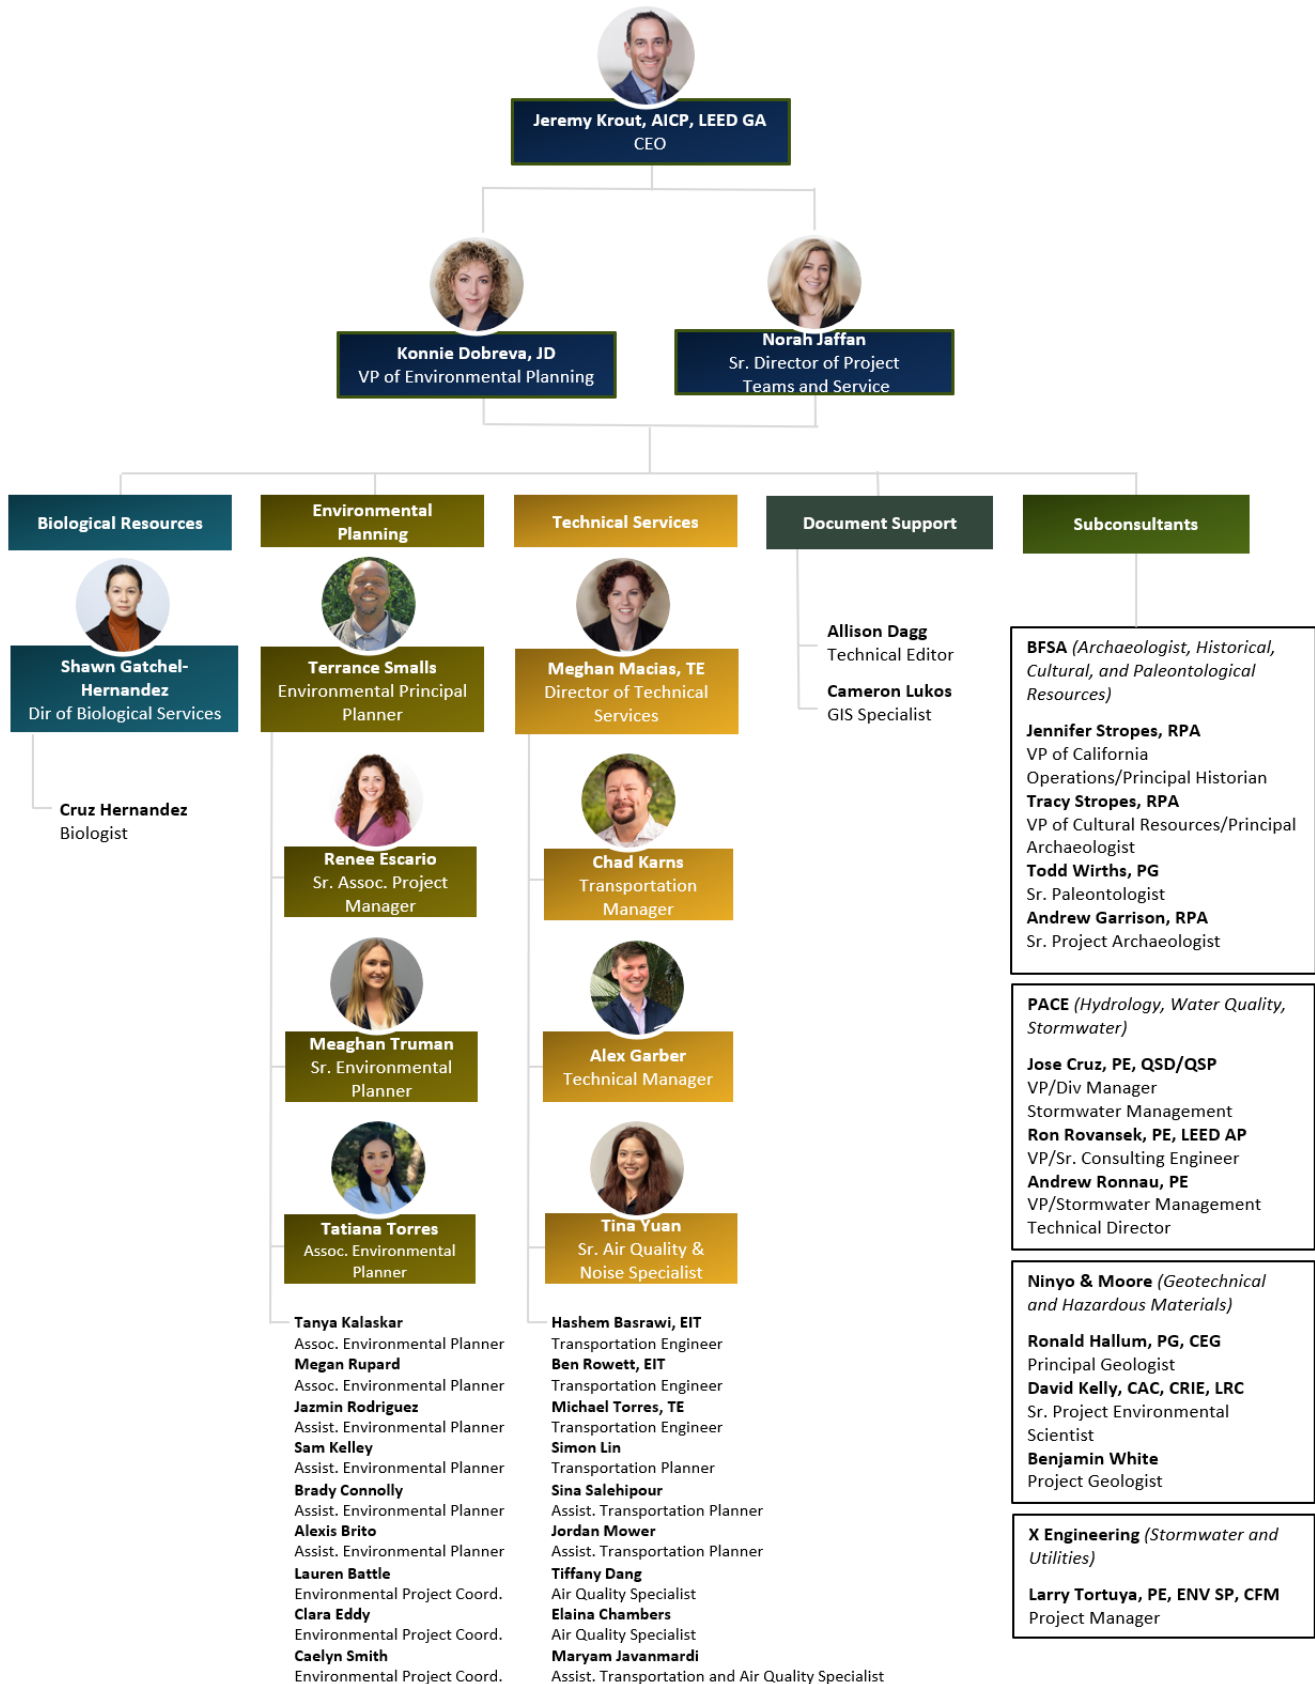 Jeremy Krout, AICP, LEED GA
CEO
Konnie Dobreva, JD
VP of Environmental Planning
Norah Jaffan
Sr. Director of Project
Teams and Service
Biological Resources
Shawn Gatchel-
Hernandez
Dir of Biological Services
Cruz Hernandez
Biologist
Environmental
Planning
Terrance Smalls
Environmental Principal
Planner
Renee Escario
Sr. Assoc. Project
Manager
Meaghan Truman
Sr. Environmental
Planner
Tatiana Torres
Assoc. Environmental
Planner
Tanya Kalaskar
Assoc. Environmental Planner
Megan Rupard
Assoc. Environmental Planner
Jazmin Rodriguez
Assist. Environmental Planner
Sam Kelley
Assist. Environmental Planner
Brady Connolly
Assist. Environmental Planner
Alexis Brito
Assist. Environmental Planner
Lauren Battle
Environmental Project Coord.
Clara Eddy
Environmental Project Coord.
Caelyn Smith
Environmental Project Coord.
Technical Services
Meghan Macias, TE
Director of Technical
Services
Chad Karns
Transportation
Manager
Alex Garber
Technical Manager
Tina Yuan
Sr. Air Quality &
Noise Specialist
Hashem Basrawi, EIT
Transportation Engineer
Ben Rowett, EIT
Transportation Engineer
Michael Torres, TE
Transportation Engineer
Simon Lin
Transportation Planner
Sina Salehipour
Assist. Transportation Planner
Jordan Mower
Assist. Transportation Planner
Tiffany Dang
Air Quality Specialist
Elaina Chambers
Air Quality Specialist
Maryam Javanmardi
Assist. Transportation and Air Quality Specialist
Document Support
Allison Dagg
Technical Editor
Cameron Lukos
GIS Specialist
Subconsultants
BFSA (Archaeologist, Historical,
Cultural, and Paleontological
Resources)
Jennifer Stropes, RPA
VP of California
Operations/Principal Historian
Tracy Stropes, RPA
VP of Cultural Resources/Principal
Archaeologist
Todd Wirths, PG
Sr. Paleontologist
Andrew Garrison, RPA
Sr. Project Archaeologist
PACE (Hydrology, Water Quality,
Stormwater)
Jose Cruz, PE, QSD/QSP
VP/Div Manager
Stormwater Management
Ron Rovansek, PE, LEED AP
VP/Sr. Consulting Engineer
Andrew Ronnau, PE
VP/Stormwater Management
Technical Director
Ninyo & Moore (Geotechnical
and Hazardous Materials)
Ronald Hallum, PG, CEG
Principal Geologist
David Kelly, CAC, CRIE, LRC
Sr. Project Environmental
Scientist
Benjamin White
Project Geologist
X Engineering (Stormwater and
Utilities)
Larry Tortuya, PE, ENV SP, CFM
Project Manager